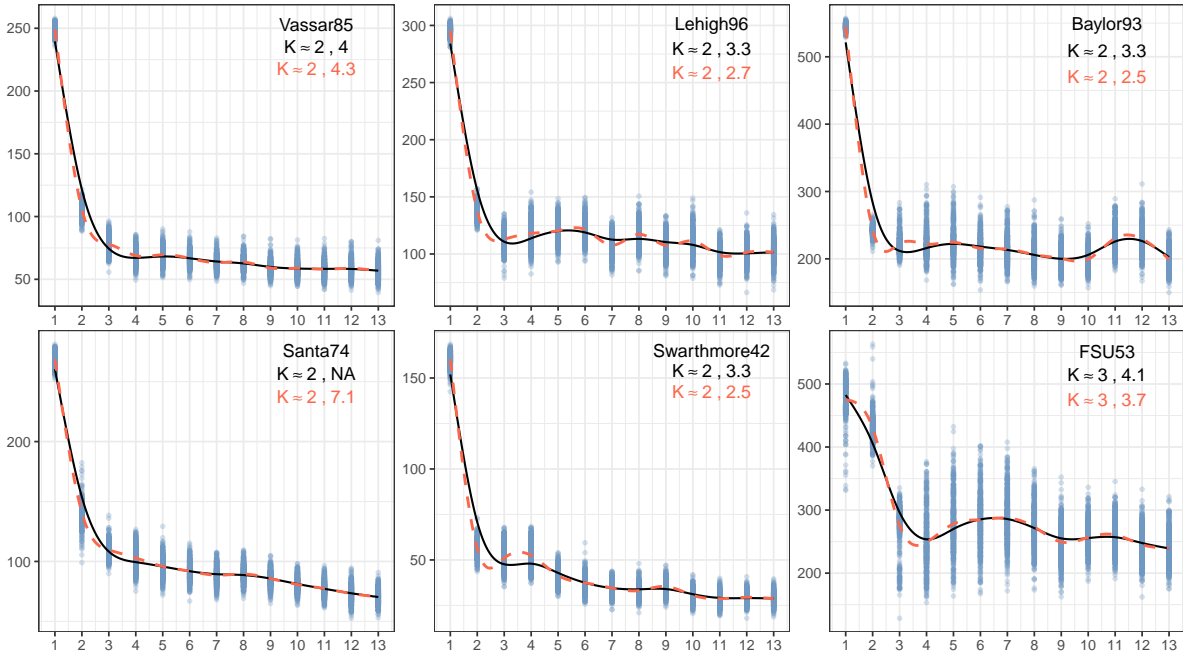 Vassar85
K ≈ 2 , 4
K ≈ 2 , 4.3
250
200
150
100
50
1 2 3 4 5 6 7 8 9 10 11 12 13
Lehigh96
K ≈ 2 , 3.3
K ≈ 2 , 2.7
300
250
200
150
100
1 2 3 4 5 6 7 8 9 10 11 12 13
Baylor93
K ≈ 2 , 3.3
K ≈ 2 , 2.5
500
400
300
200
1 2 3 4 5 6 7 8 9 10 11 12 13
Santa74
K ≈ 2 , NA
K ≈ 2 , 7.1
200
100
1 2 3 4 5 6 7 8 9 10 11 12 13
Swarthmore42
K ≈ 2 , 3.3
K ≈ 2 , 2.5
150
100
50
1 2 3 4 5 6 7 8 9 10 11 12 13
FSU53
K ≈ 3 , 4.1
K ≈ 3 , 3.7
500
400
300
200
1 2 3 4 5 6 7 8 9 10 11 12 13